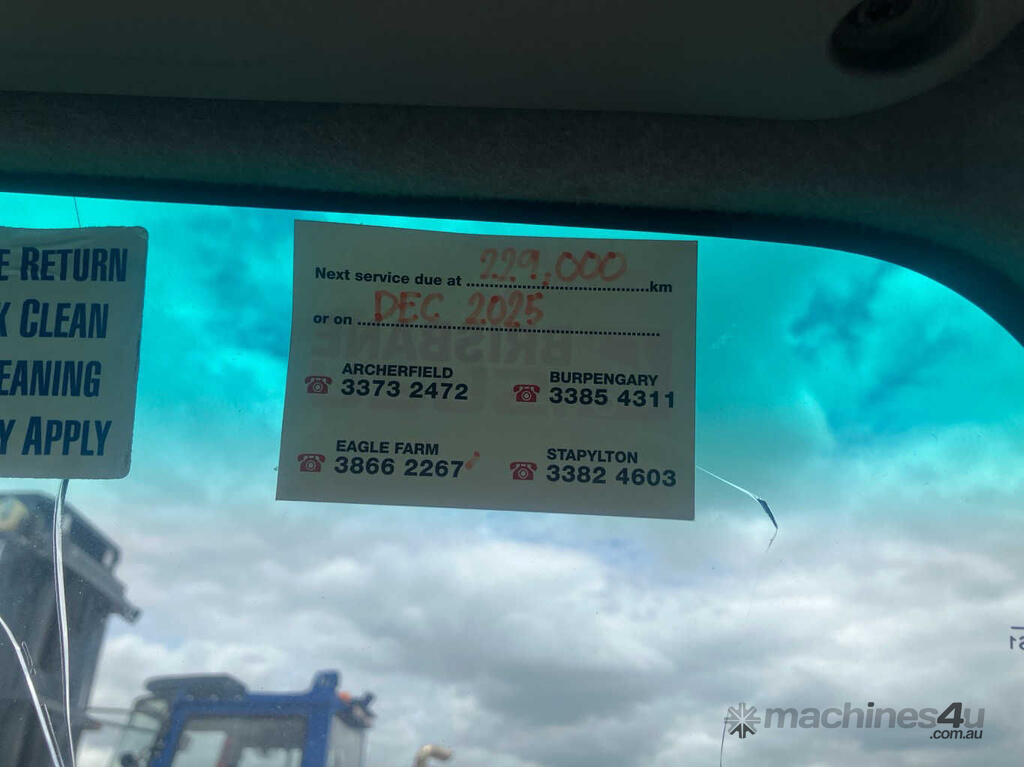 E RETURN
K CLEAN
EANING
Y APPLY
Next service due at 229,000 km
or on DEC 2025
BRISBANE
ARCHERFIELD
3373 2472
BURPENGARY
3385 4311
EAGLE FARM
3866 2267
STAPYLTON
3382 4603
machines4u
.com.au